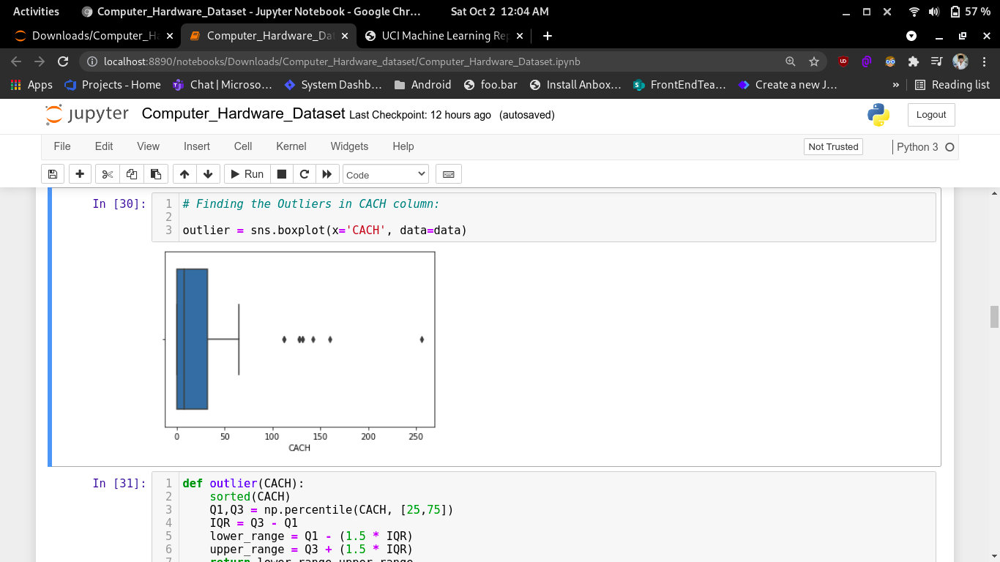 Activities Computer_Hardware_Dataset - Jupyter Notebook - Google Chr... Sat Oct 2 12:04 AM 57 %
Downloads/Computer_Ha Computer_Hardware_Dat UCI Machine Learning Rep
localhost:8890/notebooks/Downloads/Computer_Hardware_dataset/Computer_Hardware_Dataset.ipynb
Apps Projects - Home Chat | Microso... System Dashb... Android foo.bar Install Anbox... FrontEndTea... Create a new J... » Reading list
jupyter Computer_Hardware_Dataset Last Checkpoint: 12 hours ago (autosaved) Logout
File Edit View Insert Cell Kernel Widgets Help Not Trusted Python 3
Run Code
In [30]: 1 # Finding the Outliers in CACH column:
2
3 outlier = sns.boxplot(x='CACH', data=data)
0 50 100 150 200 250
CACH
In [31]: 1 def outlier(CACH):
2 sorted(CACH)
3 Q1,Q3 = np.percentile(CACH, [25,75])
4 IQR = Q3 - Q1
5 lower_range = Q1 - (1.5 * IQR)
6 upper_range = Q3 + (1.5 * IQR)
7 return lower_range,upper_range